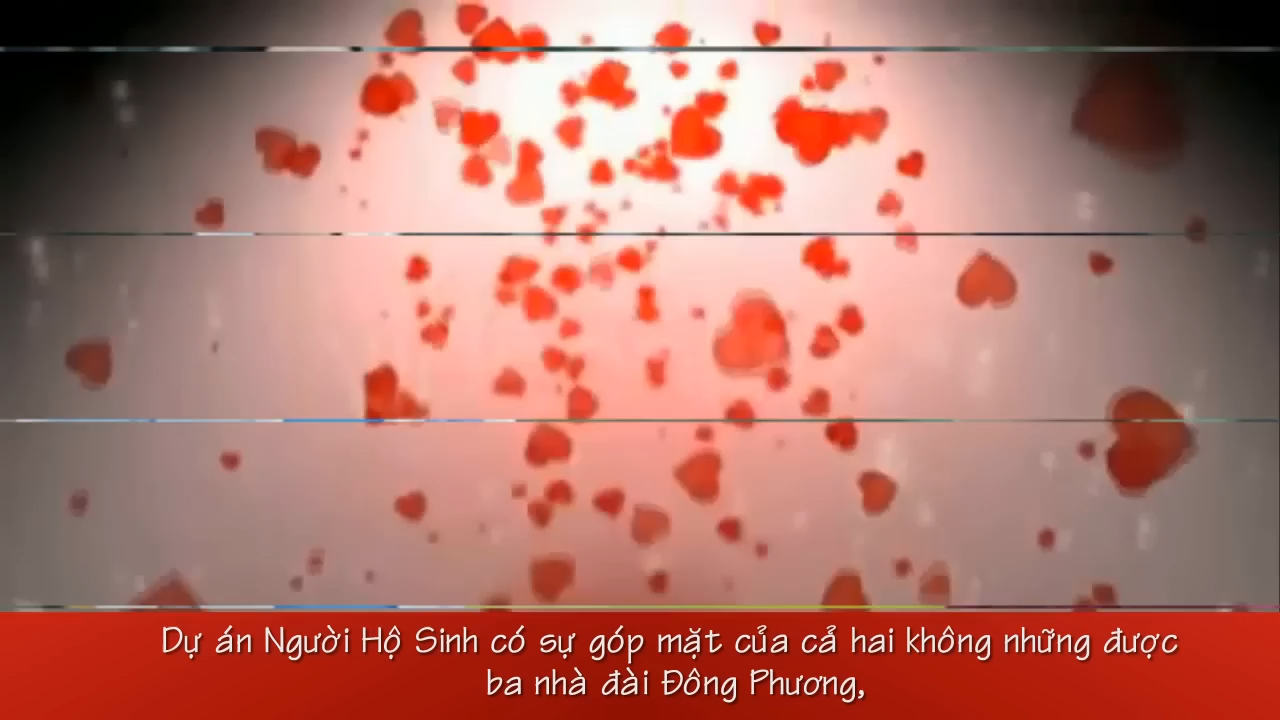 Dự án Người Hộ Sinh có sự góp mặt của cả hai không những được
ba nhà đài Đông Phương,